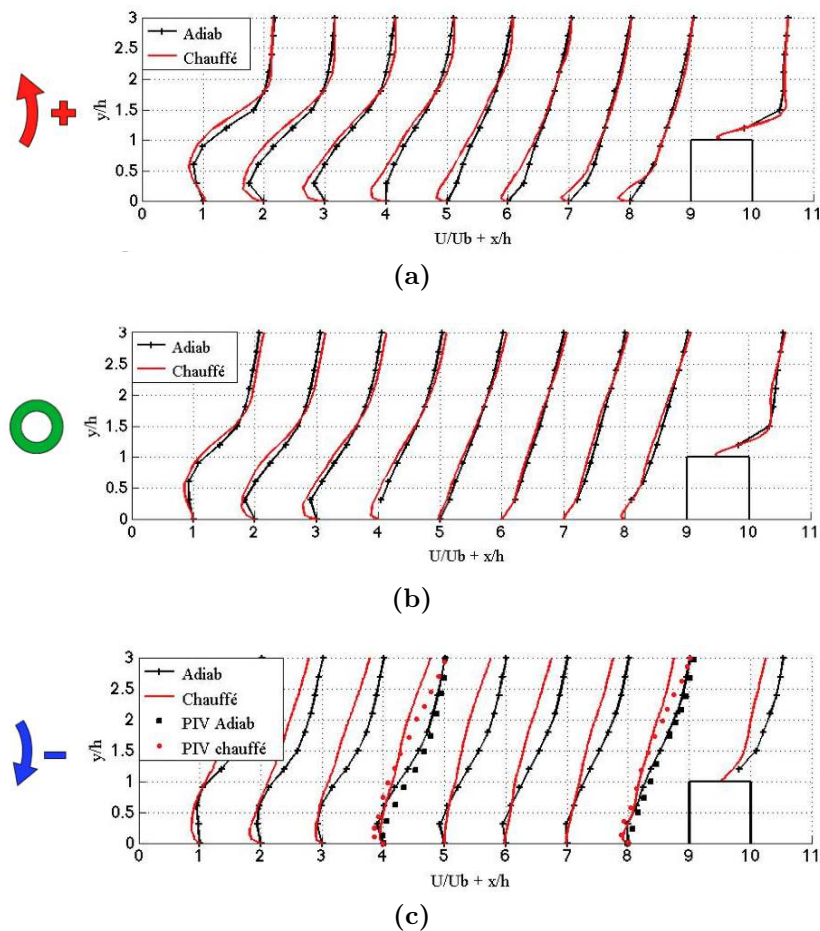 3
2.5
2
1.5
1
0.5
0
y/h
Adiab
Chauffé
0 1 2 3 4 5 6 7 8 9 10 11
U/Ub + x/h
(a)
3
2.5
2
1.5
1
0.5
0
y/h
Adiab
Chauffé
0 1 2 3 4 5 6 7 8 9 10 11
U/Ub + x/h
(b)
3
2.5
2
1.5
1
0.5
0
y/h
Adiab
Chauffé
PIV Adiab
PIV chauffé
0 1 2 3 4 5 6 7 8 9 10 11
U/Ub + x/h
(c)